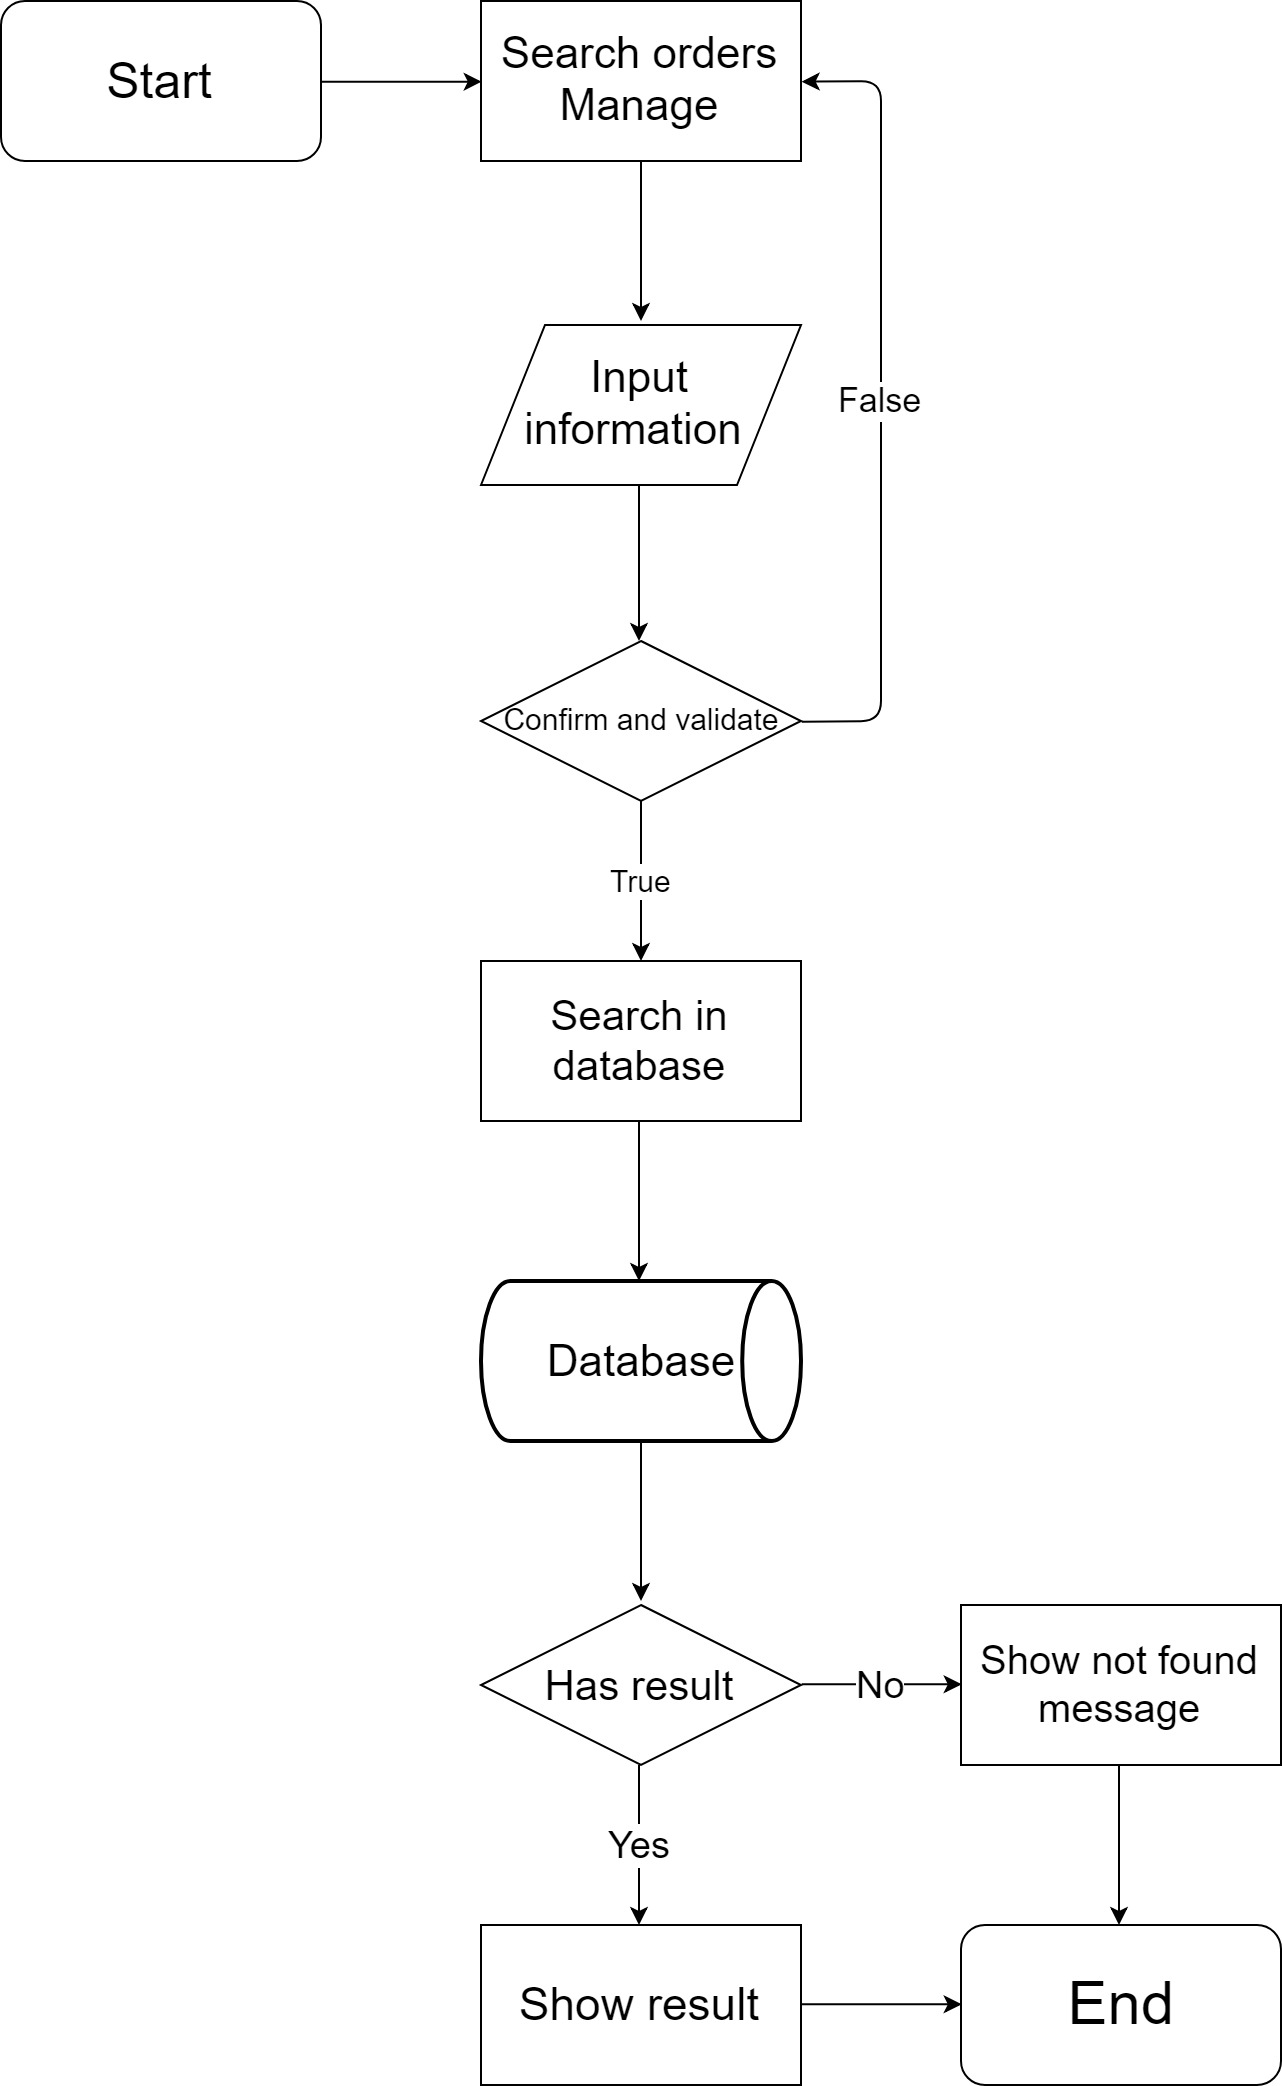 Start
Search orders
Manage
Input
information
False
Confirm and validate
True
Search in
database
Database
Has result
No
Show not found
message
Yes
Show result
End